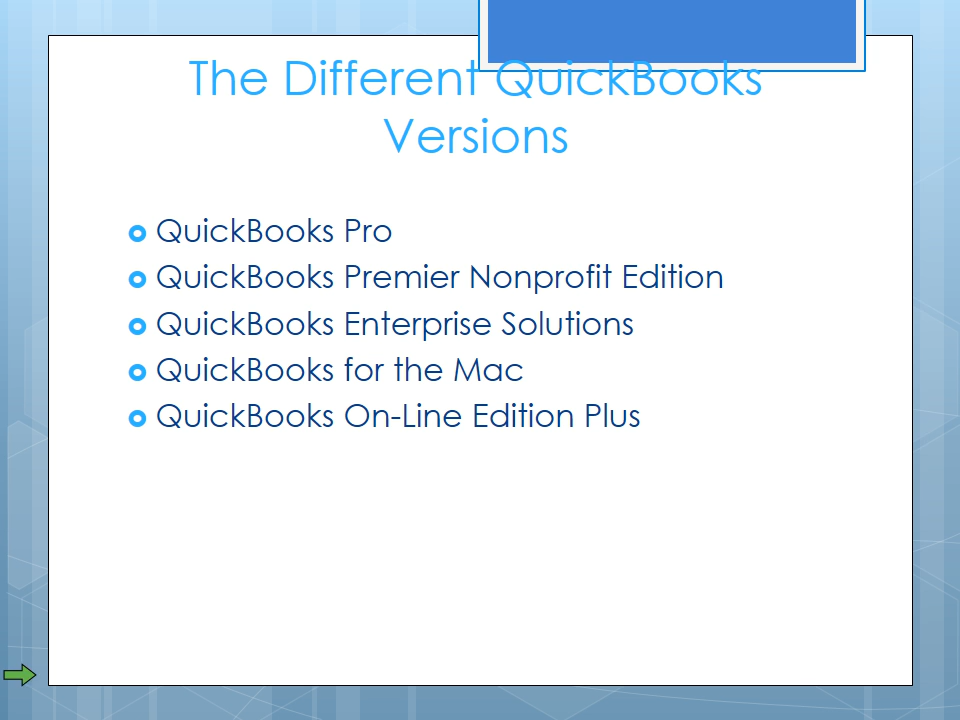 The Different QuickBooks
Versions
QuickBooks Pro
QuickBooks Premier Nonprofit Edition
QuickBooks Enterprise Solutions
QuickBooks for the Mac
QuickBooks On-Line Edition Plus